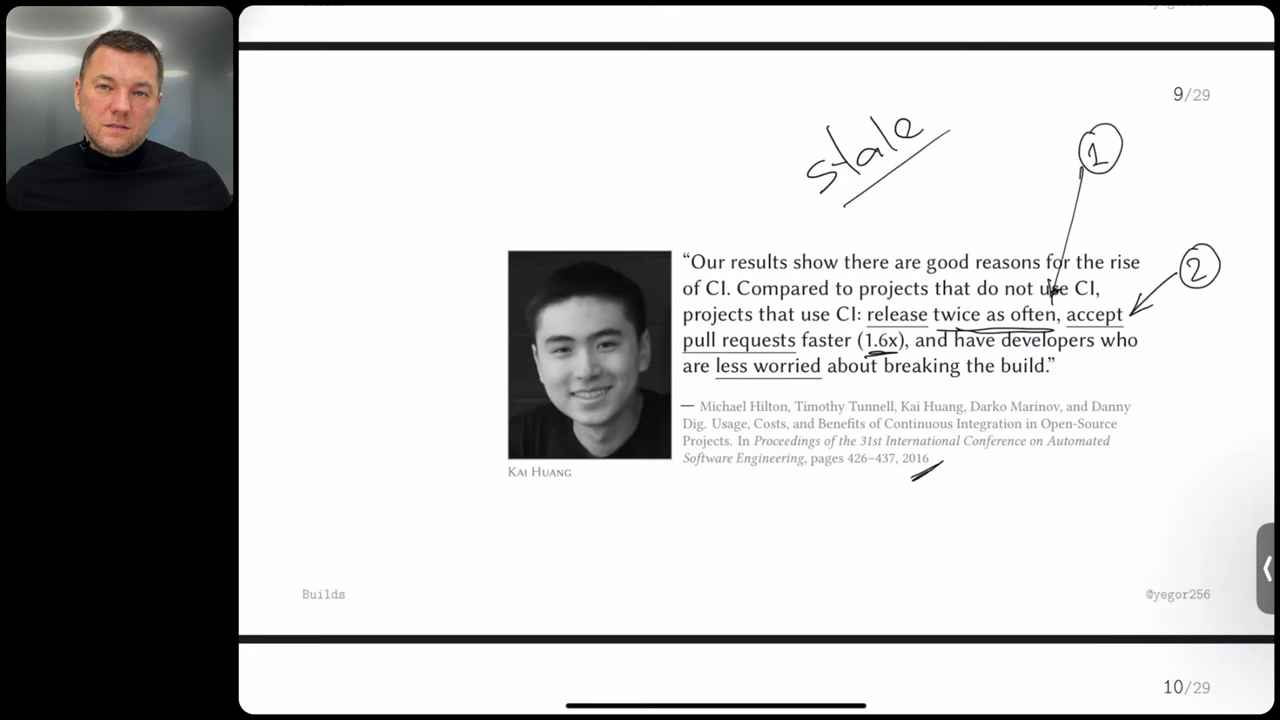 9/29
stale
1
2
“Our results show there are good reasons for the rise
of CI. Compared to projects that do not use CI,
projects that use CI: release twice as often, accept
pull requests faster (1.6x), and have developers who
are less worried about breaking the build.”
— Michael Hilton, Timothy Tunnell, Kai Huang, Darko Marinov, and Danny
Dig. Usage, Costs, and Benefits of Continuous Integration in Open-Source
Projects. In Proceedings of the 31st International Conference on Automated
Software Engineering, pages 426–437, 2016
KAI HUANG
Builds
@yegor256
10/29